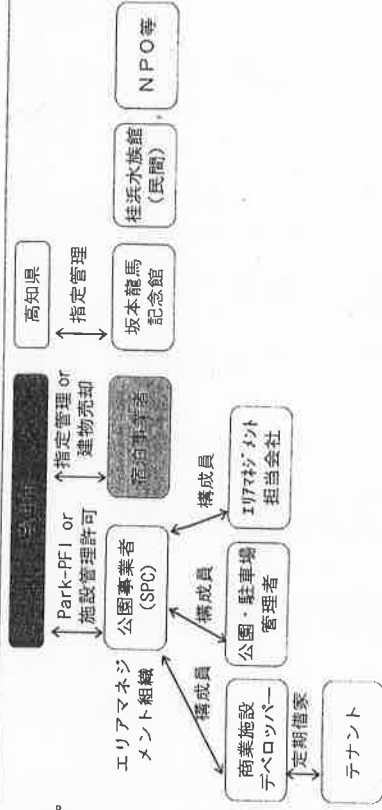 高知県
指定管理
坂本龍馬
記念館
桂浜水族館
(民間)
NPO等
指定管理 or
建物売却
宿泊事業者
Park-PFI or
施設管理許可
公園事業者
(SPC)
エリアマネジ
メント組織
構成員
構成員
構成員
商業施設
デベロッパー
公園・駐車場
管理者
エリアマネジメント
担当会社
定期借家
テナント